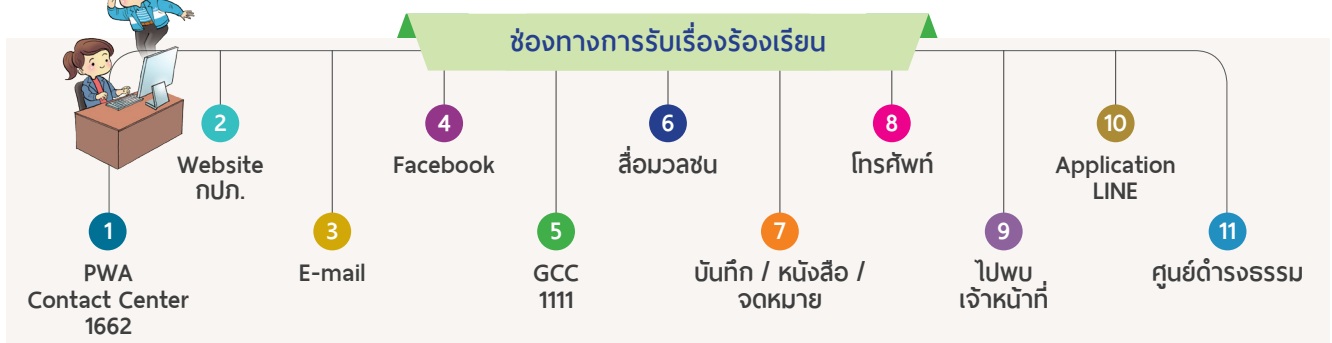 ช่องทางการรับเรื่องร้องเรียน
1
PWA
Contact Center
1662
2
Website
กปภ.
3
E-mail
4
Facebook
5
GCC
1111
6
สื่อมวลชน
7
บันทึก / หนังสือ /
จดหมาย
8
โทรศัพท์
9
ไปพบ
เจ้าหน้าที่
10
Application
LINE
11
ศูนย์ดำรงธรรม